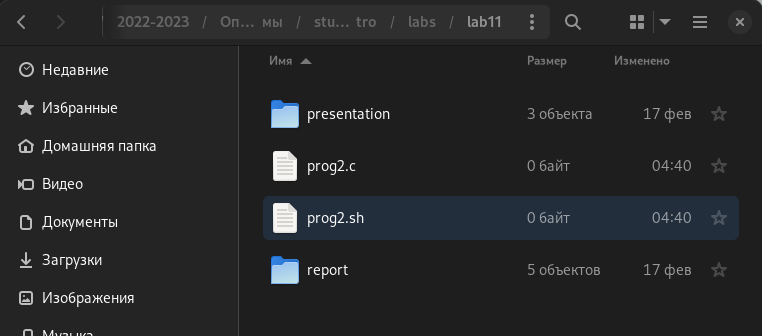 2022-2023 / Оп… мы / stu… tro / labs / lab11
Недавние
Избранные
Домашняя папка
Видео
Документы
Загрузки
Изображения
Музыка
Имя Размер Изменено
presentation 3 объекта 17 фев
prog2.c 0 байт 04:40
prog2.sh 0 байт 04:40
report 5 объектов 17 фев